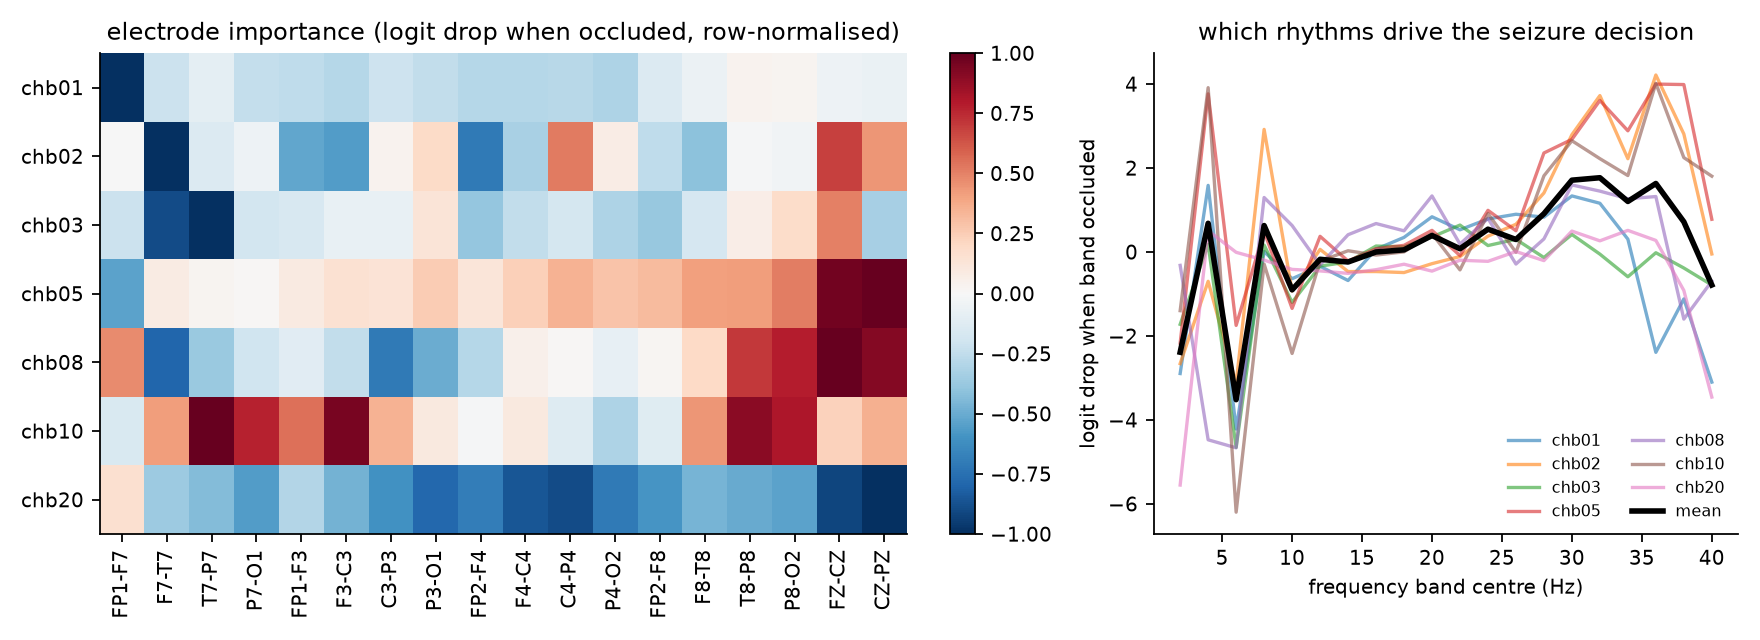 electrode importance (logit drop when occluded, row-normalised)
chb01
chb02
chb03
chb05
chb08
chb10
chb20
FP1-F7
F7-T7
T7-P7
P7-O1
FP1-F3
F3-C3
C3-P3
P3-O1
FP2-F4
F4-C4
C4-P4
P4-O2
FP2-F8
F8-T8
T8-P8
P8-O2
FZ-CZ
CZ-PZ
1.00
0.75
0.50
0.25
0.00
−0.25
−0.50
−0.75
−1.00
which rhythms drive the seizure decision
logit drop when band occluded
4
2
0
−2
−4
−6
5
10
15
20
25
30
35
40
frequency band centre (Hz)
chb01
chb02
chb03
chb05
chb08
chb10
chb20
mean